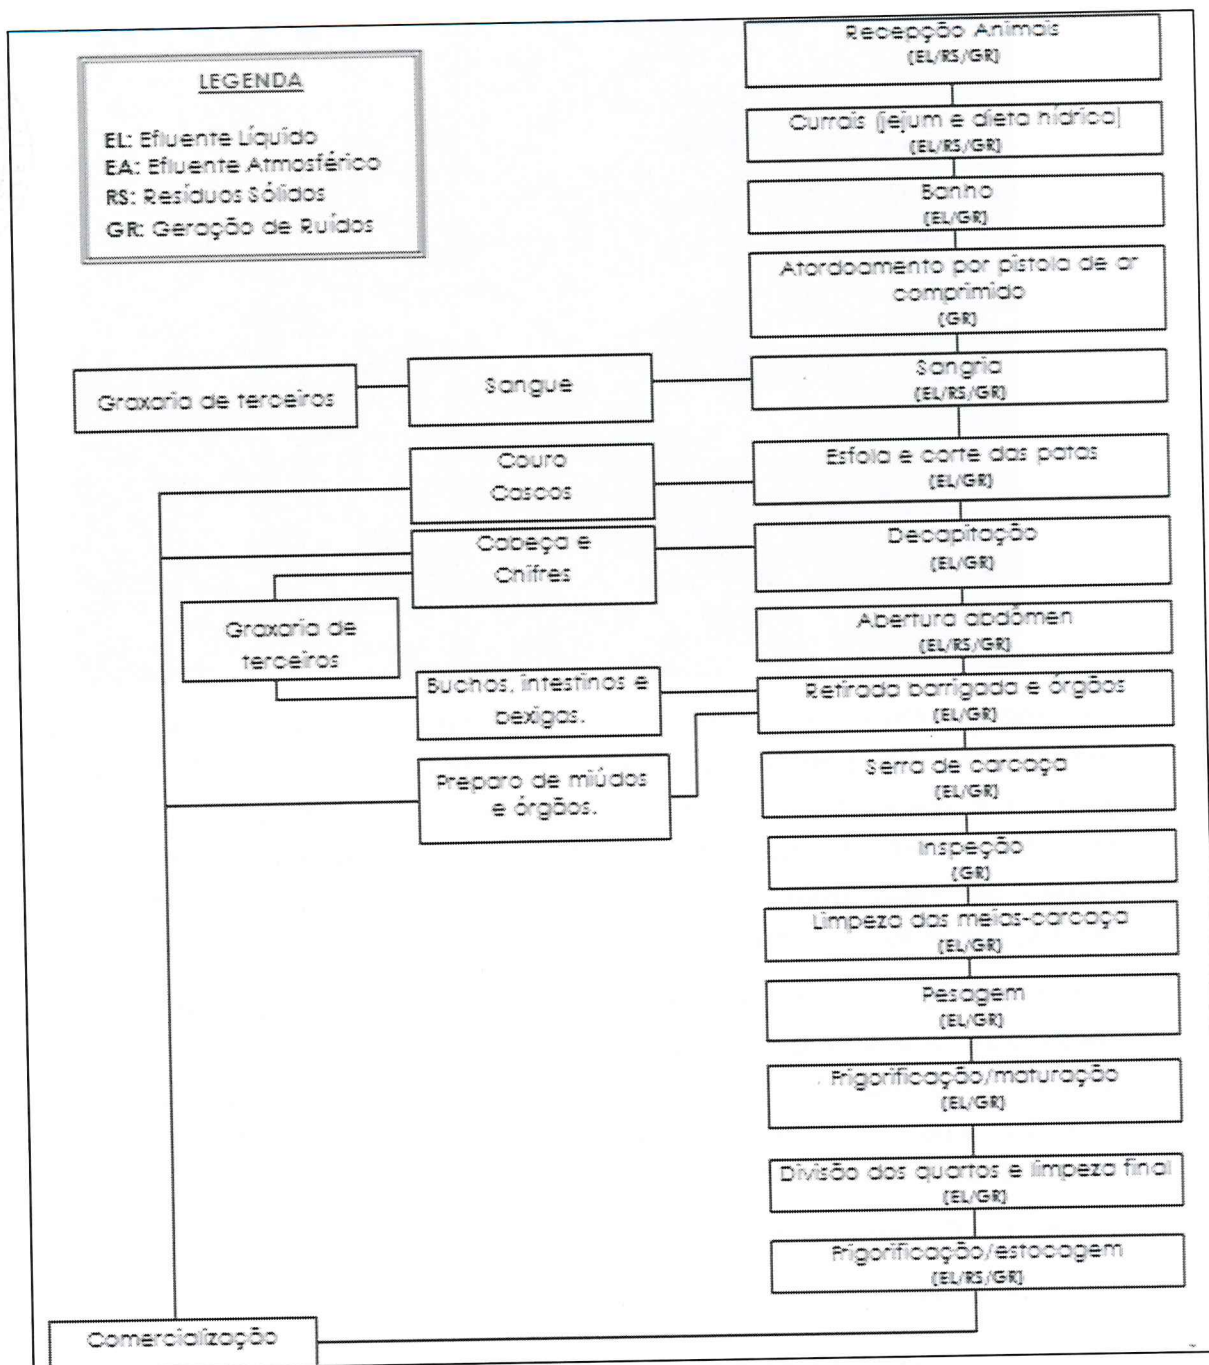 LEGENDA
EL: Efluente Líquido
EA: Efluente Atmosférico
RS: Resíduos Sólidos
GR: Geração de Ruídos
Recepção Animais
(EL/RS/GR)
Currais (jejum e dieta hídrica)
(EL/RS/GR)
Banho
(EL/GR)
Atordoamento por pistola de ar
comprimido
(GR)
Sangria
(EL/RS/GR)
Sangue
Graxaria de terceiros
Esfola e corte das patas
(EL/GR)
Couro
Cascos
Decapitação
(EL/GR)
Cabeça e
Chifres
Graxaria de
terceiros
Abertura abdômen
(EL/RS/GR)
Retirada barrigada e órgãos
(EL/GR)
Buchos, intestinos e
bexigas.
Preparo de miúdos
e órgãos.
Serra de carcaça
(EL/GR)
Inspeção
(GR)
Limpeza das meias-carcaça
(EL/GR)
Pesagem
(EL/GR)
Frigorificação/maturação
(EL/GR)
Divisão dos quartos e limpeza final
(EL/GR)
Frigorificação/estocagem
(EL/RS/GR)
Comercialização